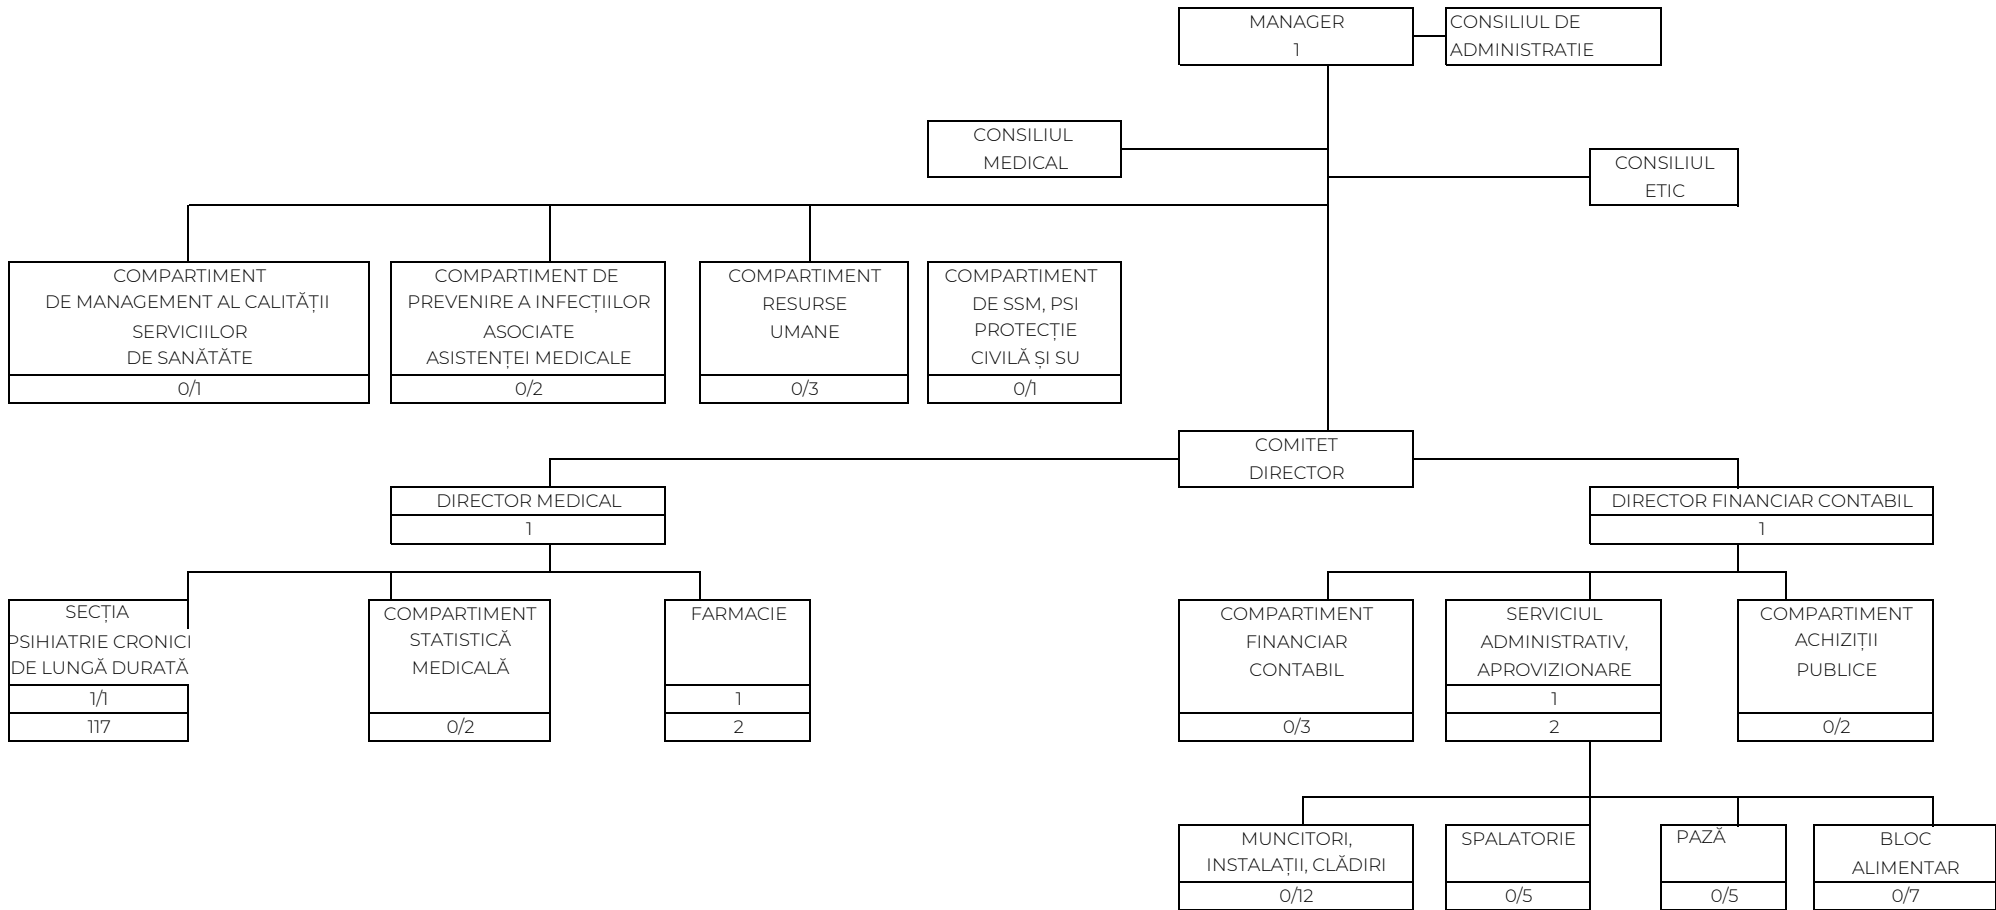 MANAGER
1
CONSILIUL DE
ADMINISTRATIE
CONSILIUL
MEDICAL
CONSILIUL
ETIC
COMPARTIMENT
DE MANAGEMENT AL CALITĂȚII
SERVICIILOR
DE SANĂTĂTE
0/1
COMPARTIMENT DE
PREVENIRE A INFECȚIILOR
ASOCIATE
ASISTENȚEI MEDICALE
0/2
COMPARTIMENT
RESURSE
UMANE
0/3
COMPARTIMENT
DE SSM, PSI
PROTECȚIE
CIVILĂ ȘI SU
0/1
COMITET
DIRECTOR
DIRECTOR MEDICAL
1
DIRECTOR FINANCIAR CONTABIL
1
SECȚIA
PSIHIATRIE CRONICI
DE LUNGĂ DURATĂ
1/1
117
COMPARTIMENT
STATISTICĂ
MEDICALĂ
0/2
FARMACIE
1
2
COMPARTIMENT
FINANCIAR
CONTABIL
0/3
SERVICIUL
ADMINISTRATIV,
APROVIZIONARE
1
2
COMPARTIMENT
ACHIZIȚII
PUBLICE
0/2
MUNCITORI,
INSTALAȚII, CLĂDIRI
0/12
SPALATORIE
0/5
PAZĂ
0/5
BLOC
ALIMENTAR
0/7